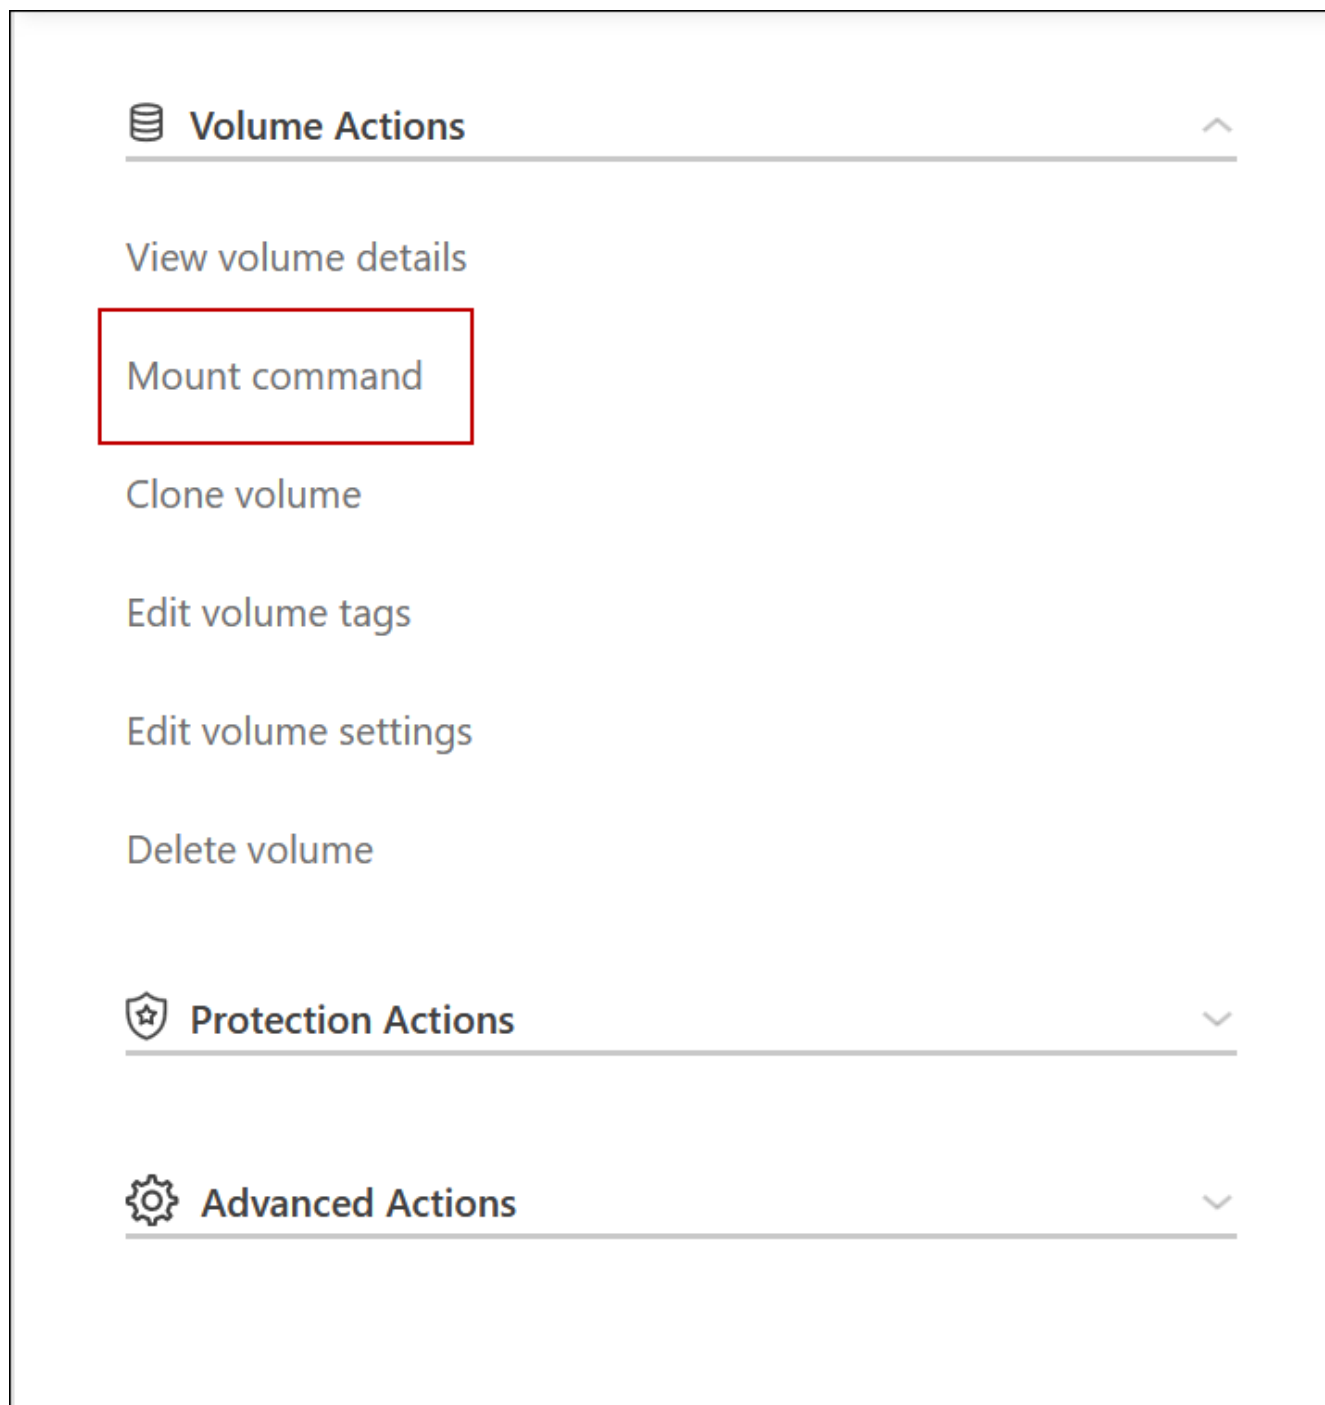 Volume Actions
View volume details
Mount command
Clone volume
Edit volume tags
Edit volume settings
Delete volume
Protection Actions
Advanced Actions